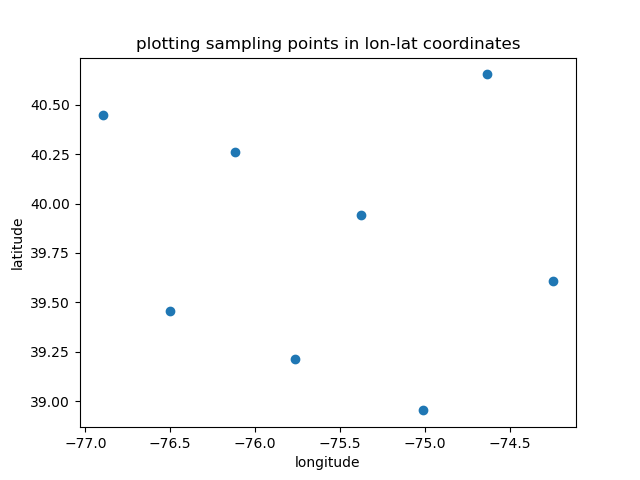 plotting sampling points in lon-lat coordinates
40.50
40.25
40.00
39.75
39.50
39.25
39.00
latitude
−77.0 −76.5 −76.0 −75.5 −75.0 −74.5
longitude